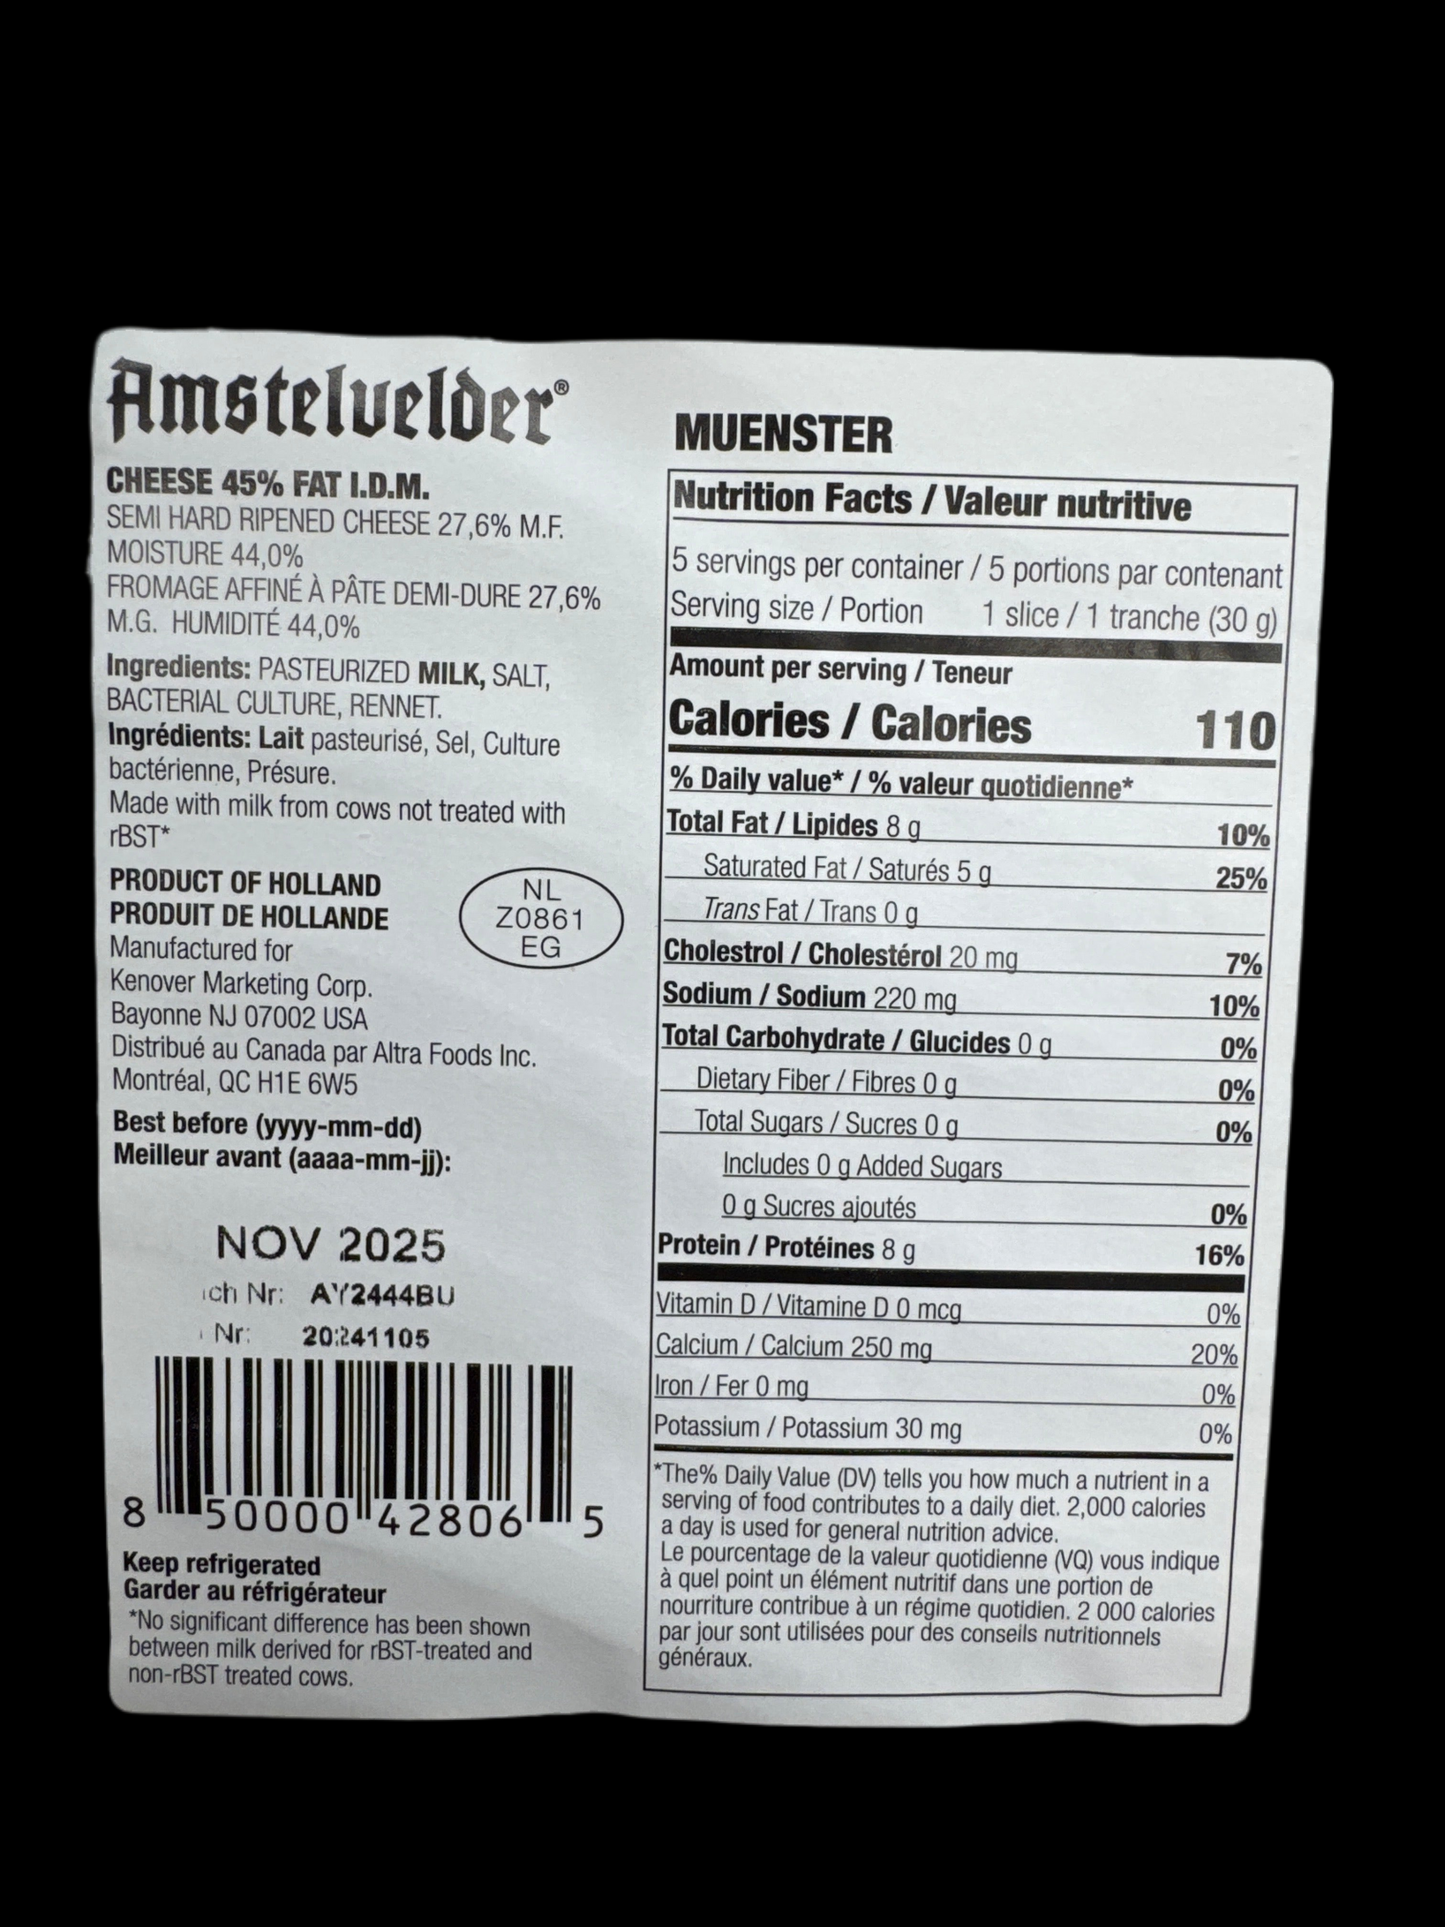 Amstelvelder®
CHEESE 45% FAT I.D.M.
SEMI HARD RIPENED CHEESE 27,6% M.F.
MOISTURE 44,0%
FROMAGE AFFINÉ À PÂTE DEMI-DURE 27,6%
M.G. HUMIDITÉ 44,0%
Ingredients: PASTEURIZED MILK, SALT,
BACTERIAL CULTURE, RENNET.
Ingrédients: Lait pasteurisé, Sel, Culture
bactérienne, Présure.
Made with milk from cows not treated with
rBST*
PRODUCT OF HOLLAND
PRODUIT DE HOLLANDE
NL
Z0861
EG
Manufactured for
Kenover Marketing Corp.
Bayonne NJ 07002 USA
Distribué au Canada par Altra Foods Inc.
Montréal, QC H1E 6W5
Best before (yyyy-mm-dd)
Meilleur avant (aaaa-mm-jj):
NOV 2025
ch Nr: AY2444BU
Nr: 20241105
8 50000 42806 5
Keep refrigerated
Garder au réfrigérateur
*No significant difference has been shown
between milk derived for rBST-treated and
non-rBST treated cows.
MUENSTER
Nutrition Facts / Valeur nutritive
5 servings per container / 5 portions par contenant
Serving size / Portion 1 slice / 1 tranche (30 g)
Amount per serving / Teneur
Calories / Calories 110
% Daily value* / % valeur quotidienne*
Total Fat / Lipides 8 g 10%
Saturated Fat / Saturés 5 g 25%
Trans Fat / Trans 0 g
Cholestrol / Cholestérol 20 mg 7%
Sodium / Sodium 220 mg 10%
Total Carbohydrate / Glucides 0 g 0%
Dietary Fiber / Fibres 0 g 0%
Total Sugars / Sucres 0 g 0%
Includes 0 g Added Sugars
0 g Sucres ajoutés 0%
Protein / Protéines 8 g 16%
Vitamin D / Vitamine D 0 mcg 0%
Calcium / Calcium 250 mg 20%
Iron / Fer 0 mg 0%
Potassium / Potassium 30 mg 0%
*The% Daily Value (DV) tells you how much a nutrient in a
serving of food contributes to a daily diet. 2,000 calories
a day is used for general nutrition advice.
Le pourcentage de la valeur quotidienne (VQ) vous indique
à quel point un élément nutritif dans une portion de
nourriture contribue à un régime quotidien. 2 000 calories
par jour sont utilisées pour des conseils nutritionnels
généraux.